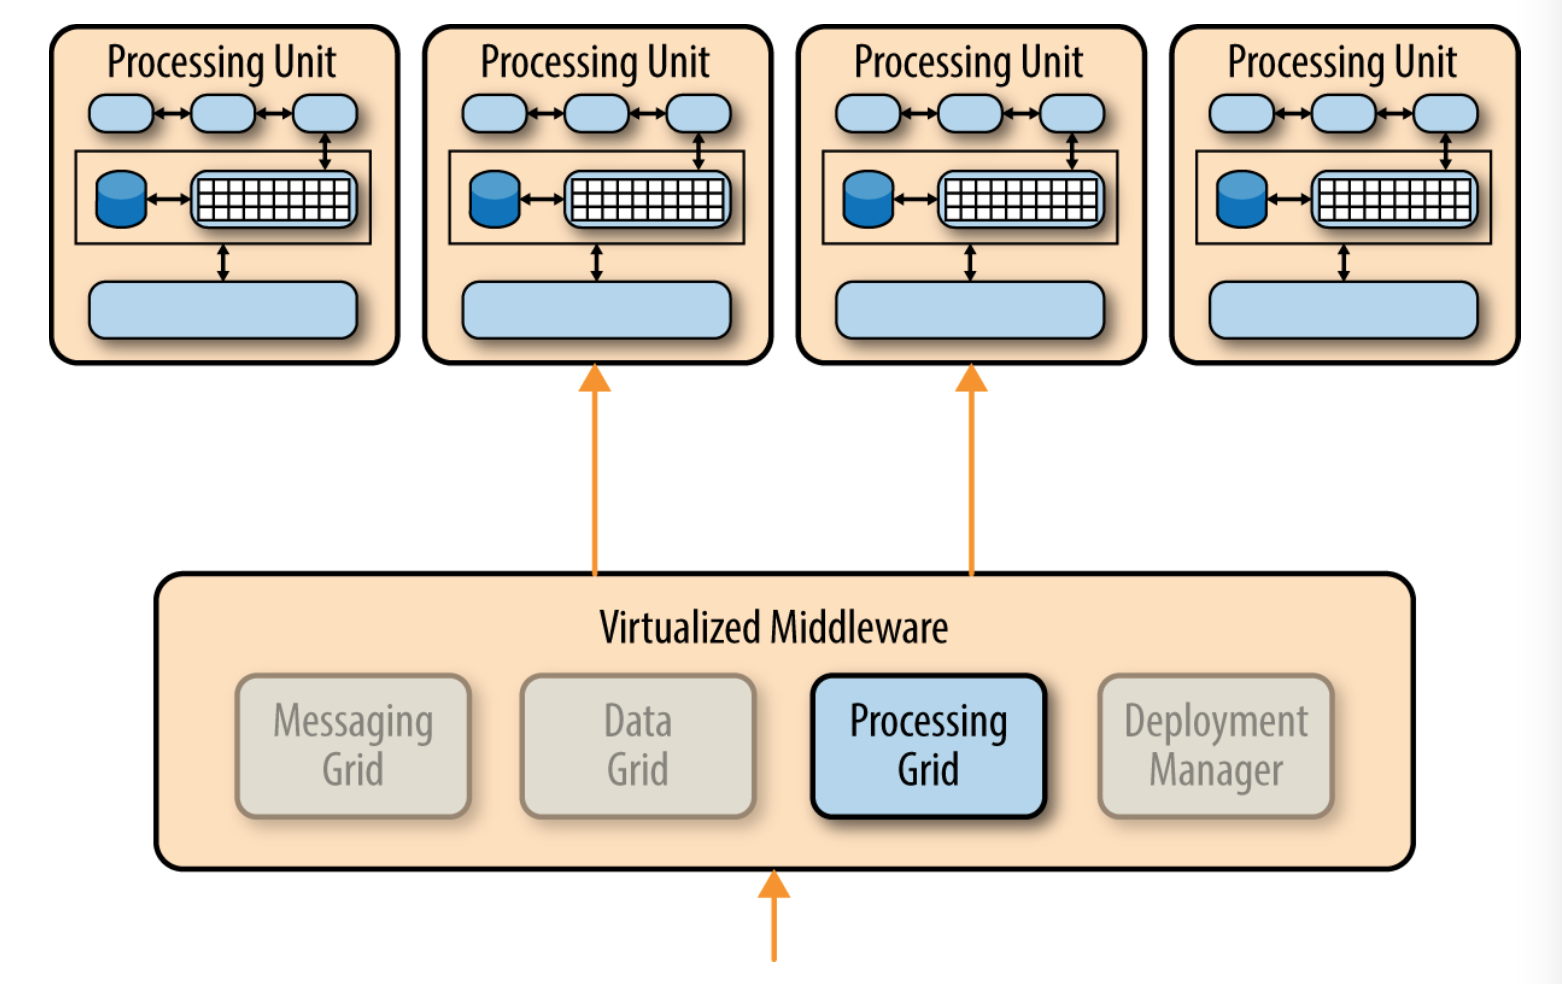 Processing Unit
Processing Unit
Processing Unit
Processing Unit
Virtualized Middleware
Messaging
Grid
Data
Grid
Processing
Grid
Deployment
Manager